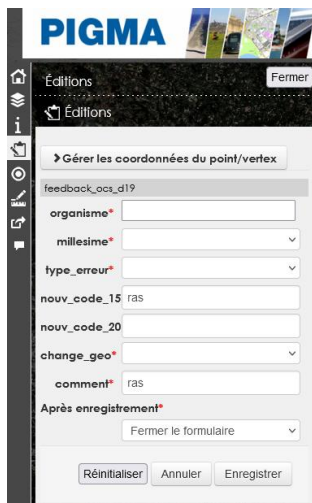 PIGMA
Éditions
Fermer
Éditions
Gérer les coordonnées du point/vertex
feedback_ocs_d19
organisme*
millesime*
type_erreur*
nouv_code_15 ras
nouv_code_20
change_geo*
comment* ras
Après enregistrement*
Fermer le formulaire
Réinitialiser Annuler Enregistrer